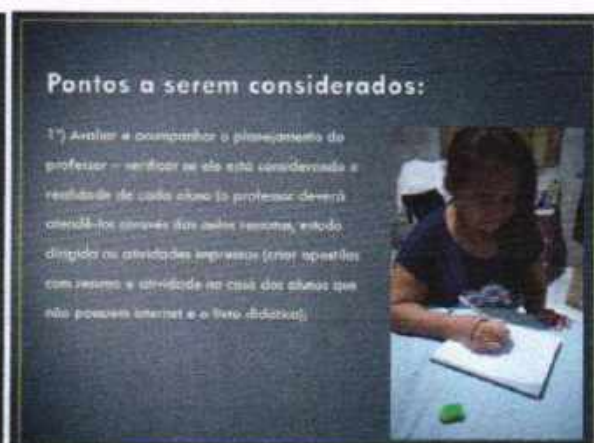 Pontos a serem considerados:
1º) Avaliar e acompanhar o planejamento do
professor – verificar se ele está considerando a
realidade de cada aluno (o professor deverá
atendê-los através das aulas remotas, estudo
dirigido ou atividades impressas (criar apostilas
com resumo e atividade no caso dos alunos que
não possuem internet e o livro didático);